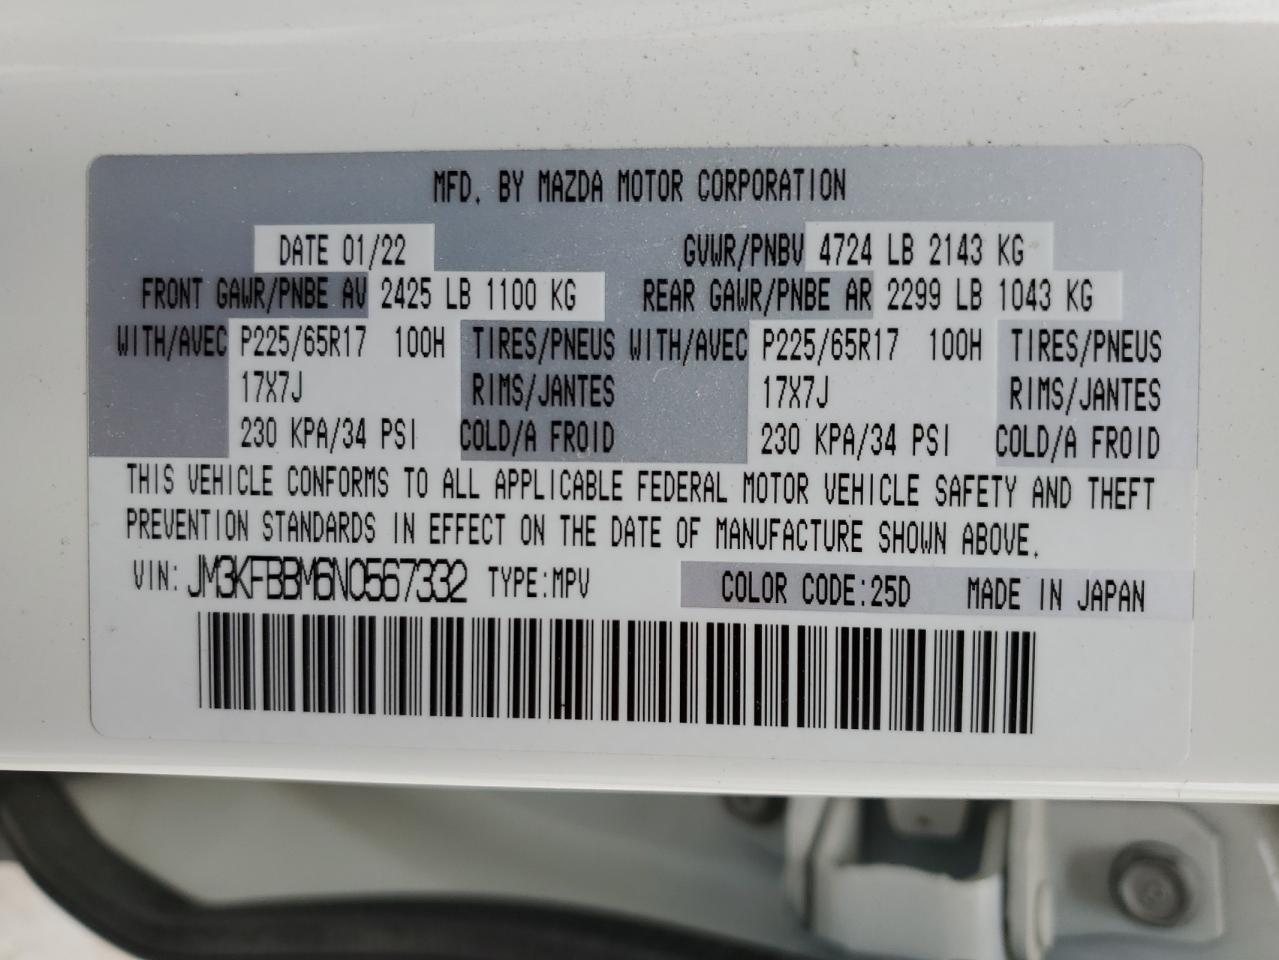 MFD. BY MAZDA MOTOR CORPORATION
DATE 01/22 GVWR/PNBV 4724 LB 2143 KG
FRONT GAWR/PNBE AV 2425 LB 1100 KG REAR GAWR/PNBE AR 2299 LB 1043 KG
WITH/AVEC P225/65R17 100H TIRES/PNEUS WITH/AVEC P225/65R17 100H TIRES/PNEUS
17X7J RIMS/JANTES 17X7J RIMS/JANTES
230 KPA/34 PSI COLD/A FROID 230 KPA/34 PSI COLD/A FROID
THIS VEHICLE CONFORMS TO ALL APPLICABLE FEDERAL MOTOR VEHICLE SAFETY AND THEFT
PREVENTION STANDARDS IN EFFECT ON THE DATE OF MANUFACTURE SHOWN ABOVE.
VIN: JM3KFBBM6N0567332 TYPE:MPV COLOR CODE:25D MADE IN JAPAN